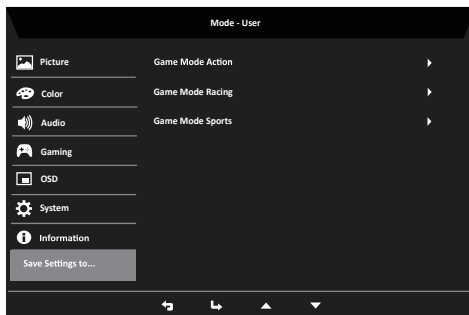 Mode - User
Picture
Game Mode Action
Color
Game Mode Racing
Audio
Game Mode Sports
Gaming
OSD
System
Information
Save Settings to...